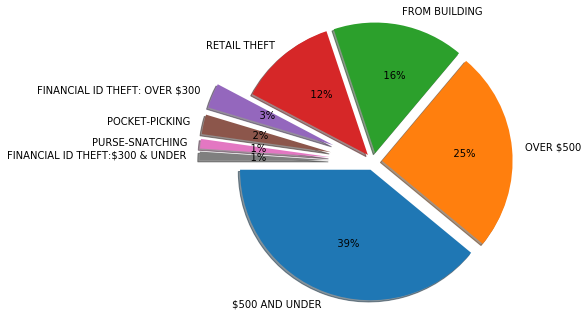 FROM BUILDING
16%
RETAIL THEFT
12%
FINANCIAL ID THEFT: OVER $300
3%
POCKET-PICKING
2%
PURSE-SNATCHING
1%
FINANCIAL ID THEFT:$300 & UNDER
1%
OVER $500
25%
39%
$500 AND UNDER